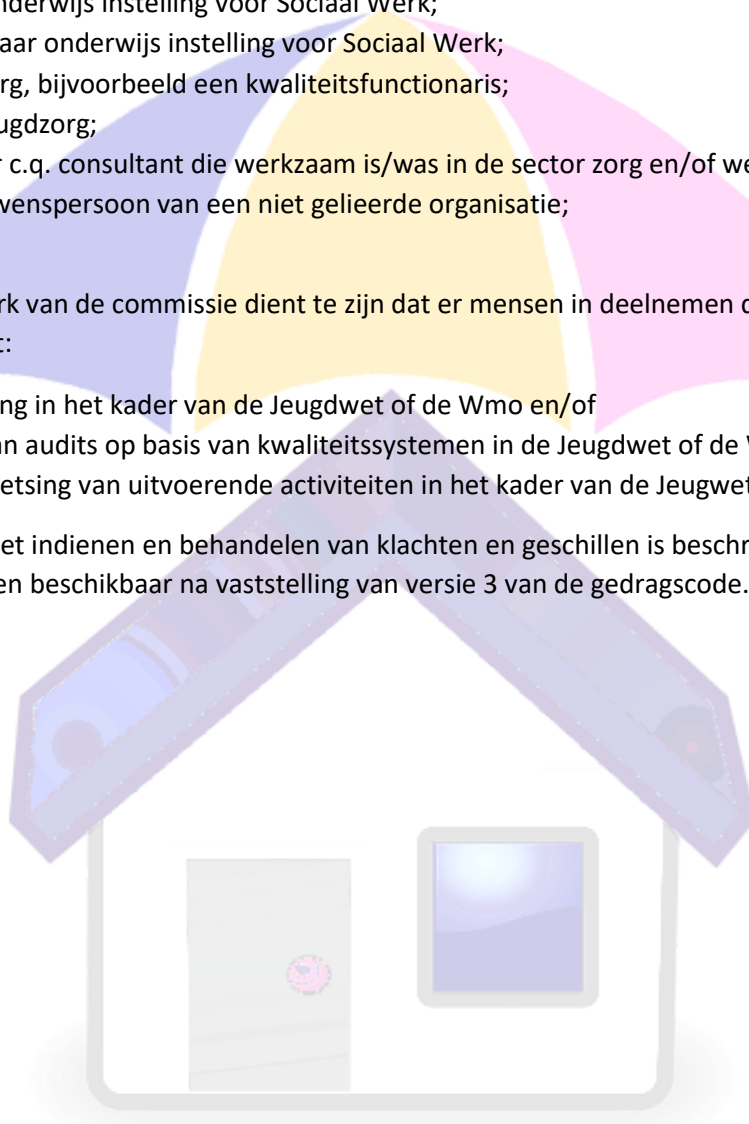 nderwijs instelling voor Sociaal Werk;
aar onderwijs instelling voor Sociaal Werk;
rg, bijvoorbeeld een kwaliteitsfunctionaris;
ugdzorg;
r c.q. consultant die werkzaam is/was in de sector zorg en/of we
wenspersoon van een niet gelieerde organisatie;
rk van de commissie dient te zijn dat er mensen in deelnemen d
t:
ng in het kader van de Jeugdwet of de Wmo en/of
an audits op basis van kwaliteitssystemen in de Jeugdwet of de W
etsing van uitvoerende activiteiten in het kader van de Jeugwet
et indienen en behandelen van klachten en geschillen is beschr
en beschikbaar na vaststelling van versie 3 van de gedragscode.